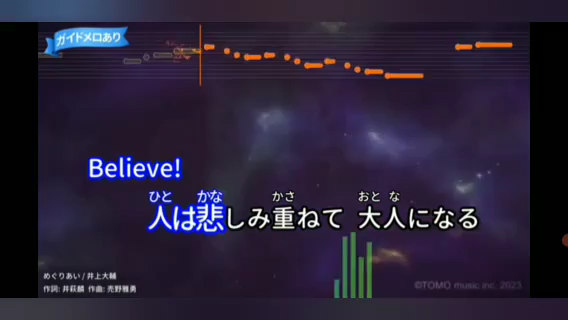 ガイドメロあり
Believe!
ひと かな かさ おと な
人は悲しみ重ねて 大人になる
めぐりあい / 井上大輔
作詞: 井荻麟 作曲: 売野雅勇
©TOMO music inc. 2023